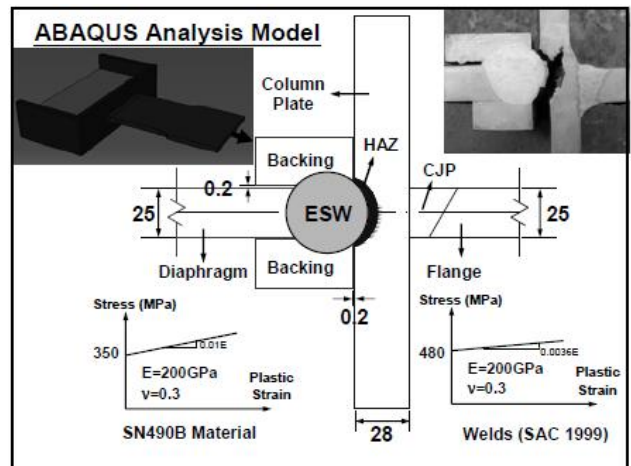 ABAQUS Analysis Model
Column
Plate
HAZ
Backing
CJP
0.2
25
ESW
25
Diaphragm
Backing
Flange
0.2
Stress (MPa)
350
0.01E
E=200GPa
ν=0.3
Plastic
Strain
SN490B Material
28
Stress (MPa)
480
0.0036E
E=200GPa
ν=0.3
Plastic
Strain
Welds (SAC 1999)